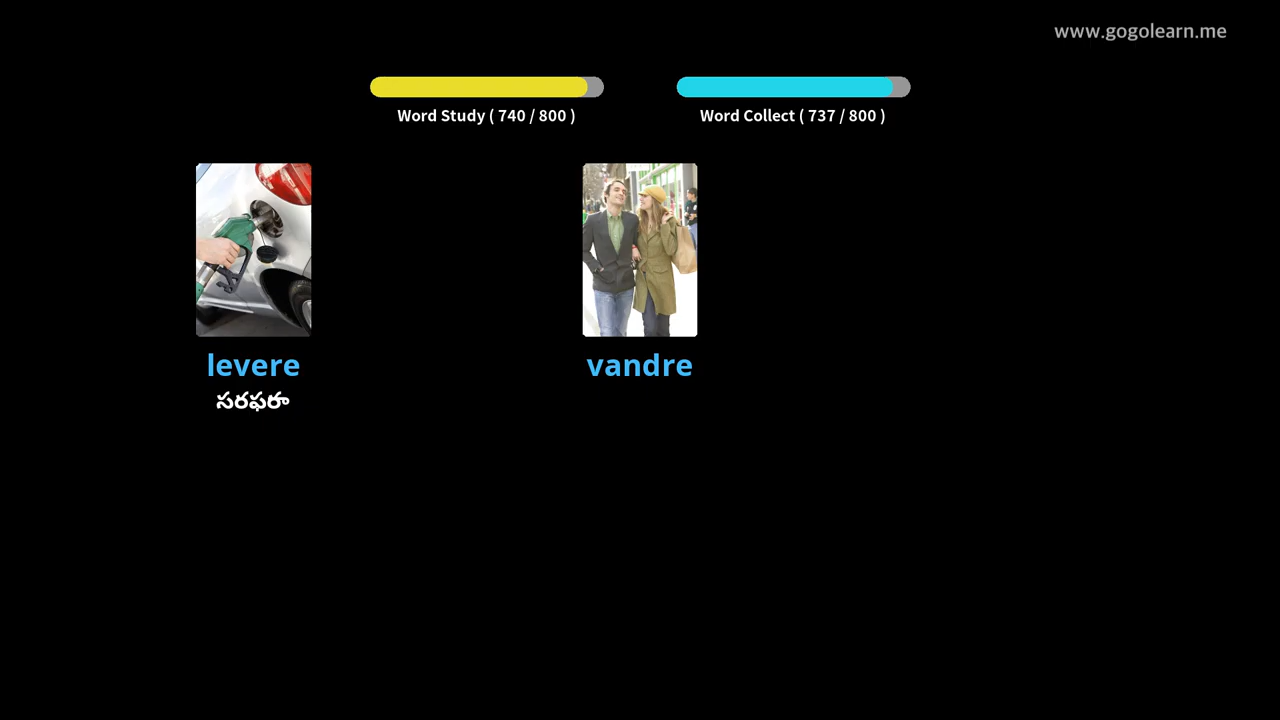 www.gogolearn.me
Word Study ( 740 / 800 )
Word Collect ( 737 / 800 )
levere
vandre
సరఫరా